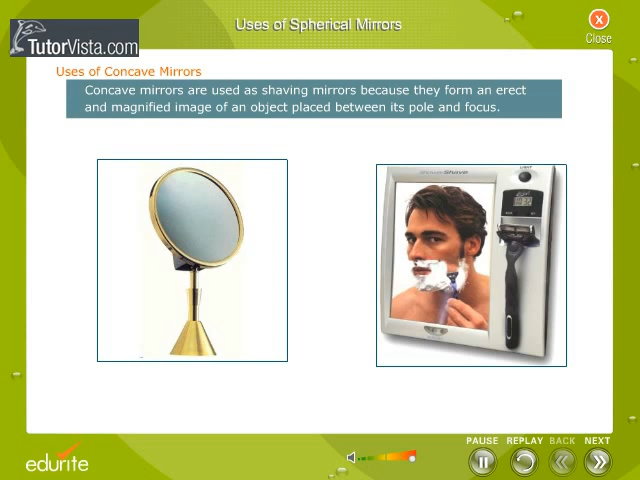 Uses of Spherical Mirrors
X
Close
TutorVista.com
Uses of Concave Mirrors
Concave mirrors are used as shaving mirrors because they form an erect
and magnified image of an object placed between its pole and focus.
LIGHT
PAUSE REPLAY BACK NEXT
edurite